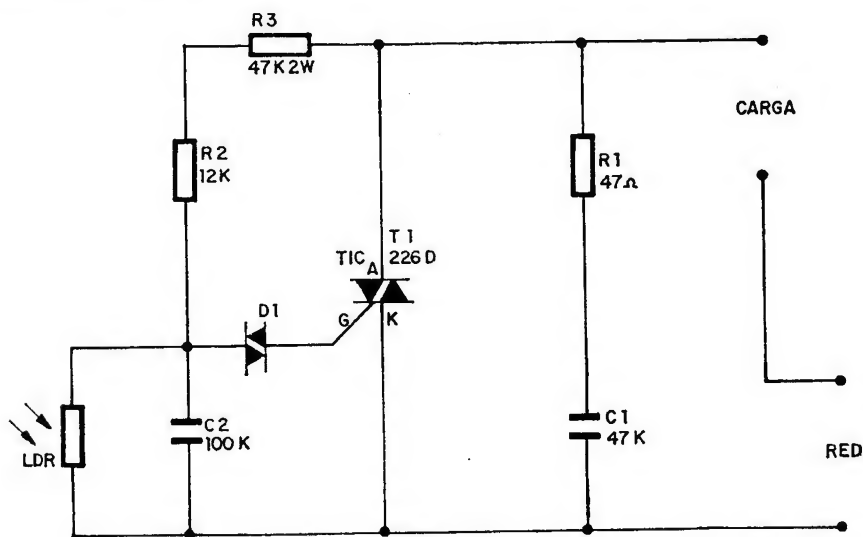 R3
47K 2W
CARGA
R2
12K
R1
47Ω
T1
TIC 226 D
A
D1
G
K
C2
100 K
C1
47 K
LDR
RED